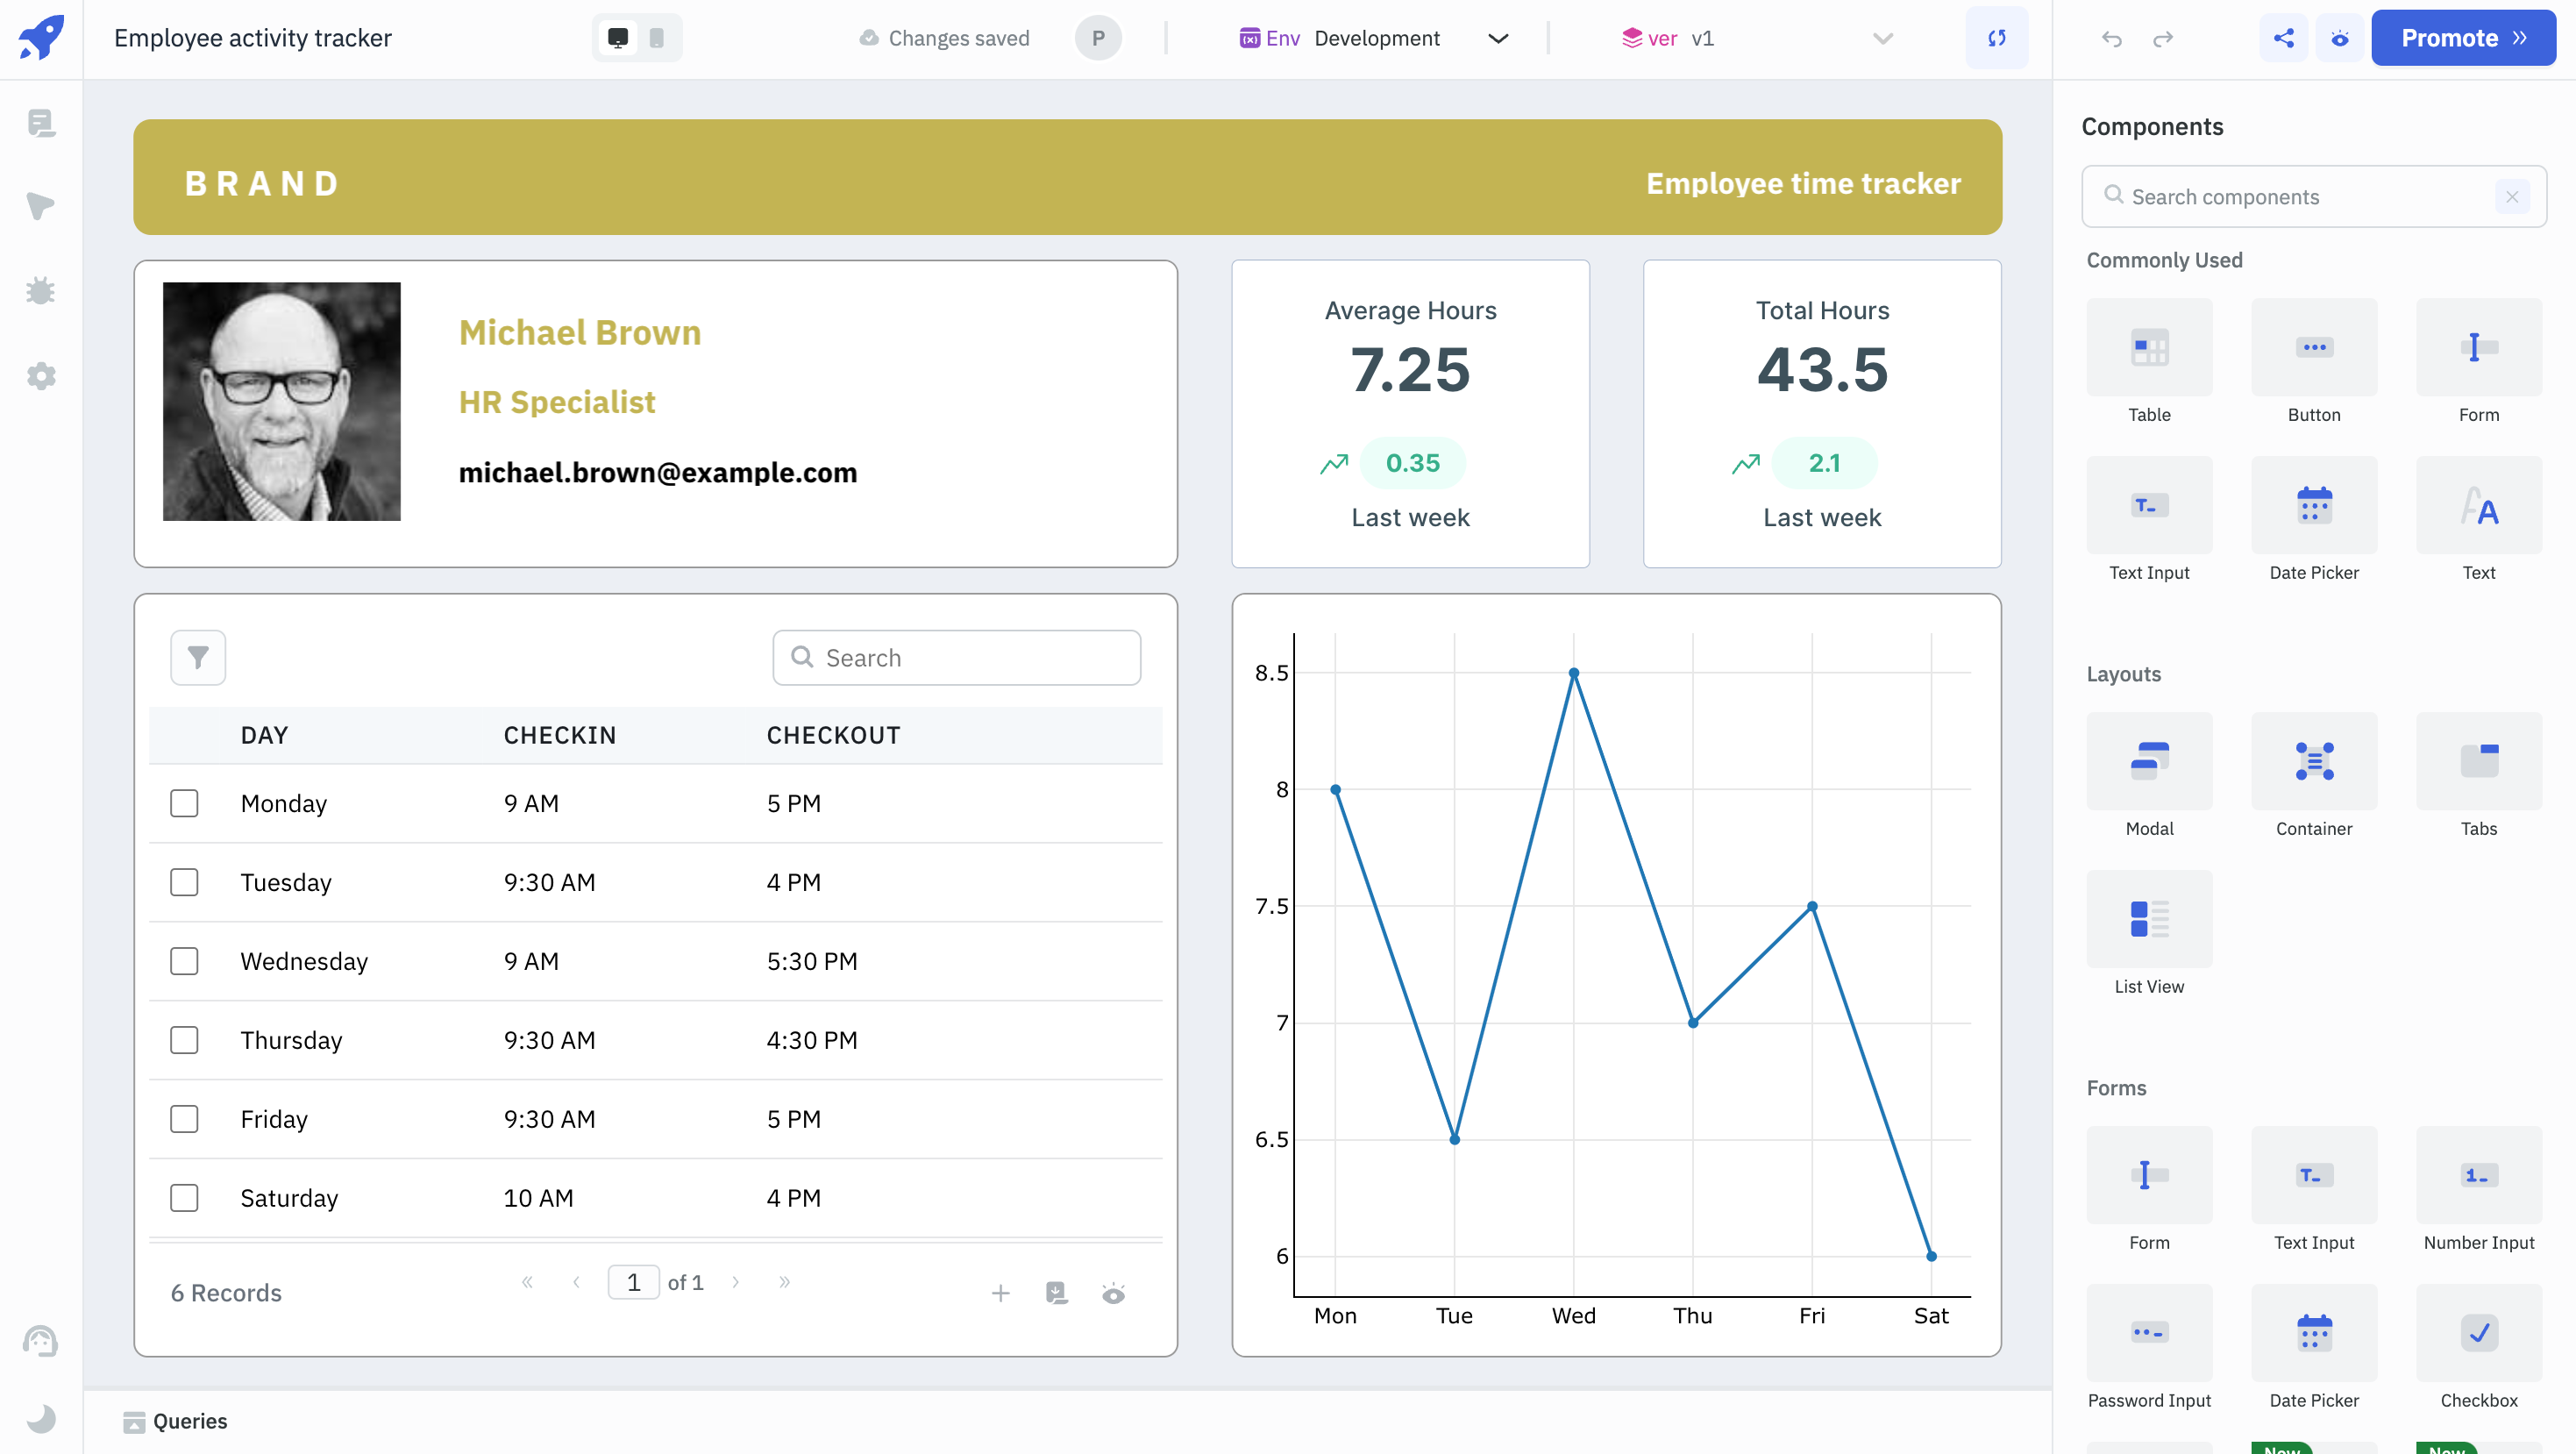 Employee activity tracker
Changes saved
P
Env Development
ver v1
Promote
BRAND
Employee time tracker
Michael Brown
HR Specialist
michael.brown@example.com
Average Hours
7.25
0.35
Last week
Total Hours
43.5
2.1
Last week
Search
DAY CHECKIN CHECKOUT
Monday 9 AM 5 PM
Tuesday 9:30 AM 4 PM
Wednesday 9 AM 5:30 PM
Thursday 9:30 AM 4:30 PM
Friday 9:30 AM 5 PM
Saturday 10 AM 4 PM
6 Records
1 of 1
8.5
8
7.5
7
6.5
6
Mon Tue Wed Thu Fri Sat
Queries
Components
Search components
Commonly Used
Table Button Form
Text Input Date Picker Text
Layouts
Modal Container Tabs
List View
Forms
Form Text Input Number Input
Password Input Date Picker Checkbox
New New